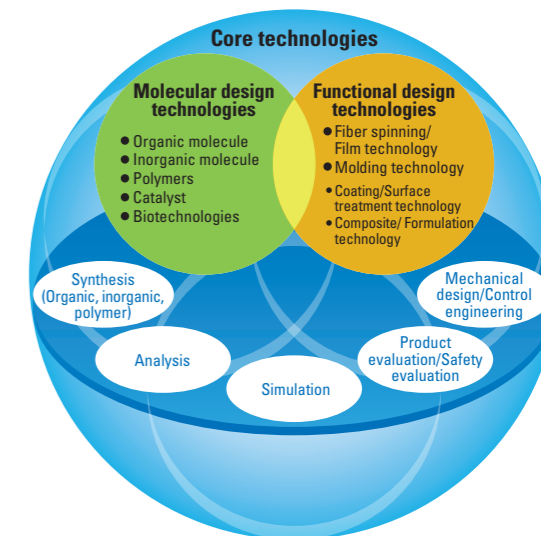 Core technologies
Molecular design
technologies
● Organic molecule
● Inorganic molecule
● Polymers
● Catalyst
● Biotechnologies
Functional design
technologies
● Fiber spinning/
Film technology
● Molding technology
• Coating/Surface
treatment technology
• Composite/ Formulation
technology
Synthesis
(Organic, inorganic,
polymer)
Analysis
Simulation
Product
evaluation/Safety
evaluation
Mechanical
design/Control
engineering